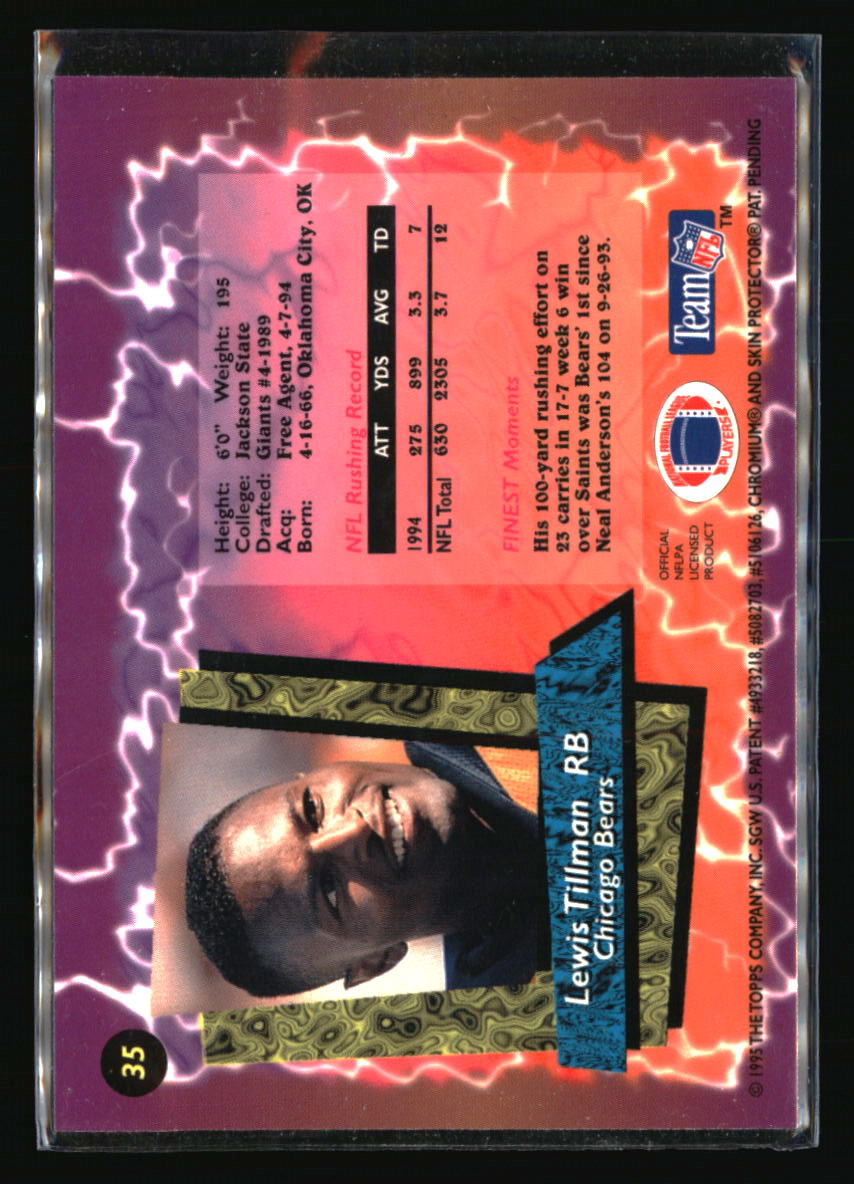 35
Lewis Tillman RB
Chicago Bears
Height: 6'0" Weight: 195
College: Jackson State
Drafted: Giants #4-1989
Acq: Free Agent, 4-7-94
Born: 4-16-66, Oklahoma City, OK
NFL Rushing Record
ATT YDS AVG TD
1994 275 899 3.3 7
NFL Total 630 2305 3.7 12
FINEST Moments
His 100-yard rushing effort on
23 carries in 17-7 week 6 win
over Saints was Bears' 1st since
Neal Anderson's 104 on 9-26-93.
OFFICIAL
NFLPA
LICENSED
PRODUCT
NATIONAL FOOTBALL LEAGUE
PLAYERS
Team NFL™
© 1995 THE TOPPS COMPANY, INC. SGW U.S. PATENT #4933218, #5082703, #5106126, CHROMIUM® AND SKIN PROTECTOR® PAT. PENDING